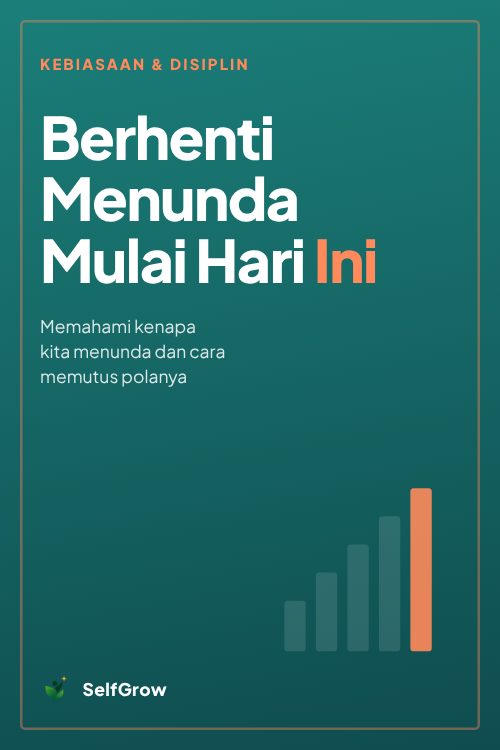 KEBIASAAN & DISIPLIN
Berhenti
Menunda
Mulai Hari Ini
Memahami kenapa
kita menunda dan cara
memutus polanya
SelfGrow